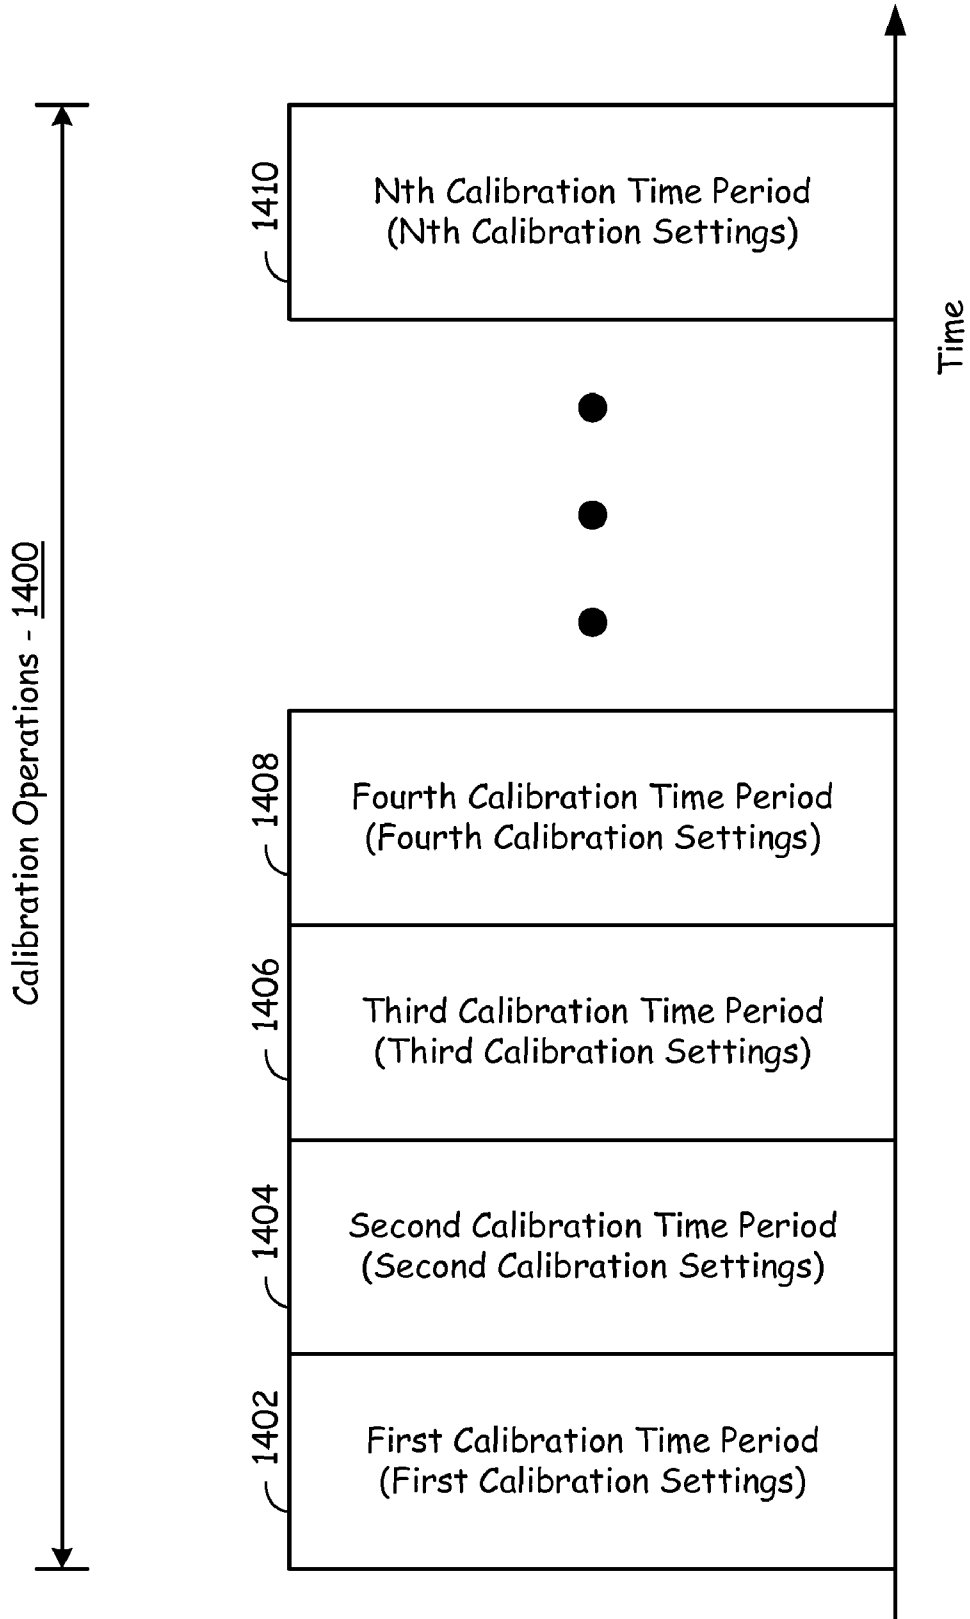 1410
Nth Calibration Time Period
(Nth Calibration Settings)
Time
Calibration Operations - 1400
1408
Fourth Calibration Time Period
(Fourth Calibration Settings)
1406
Third Calibration Time Period
(Third Calibration Settings)
1404
Second Calibration Time Period
(Second Calibration Settings)
1402
First Calibration Time Period
(First Calibration Settings)